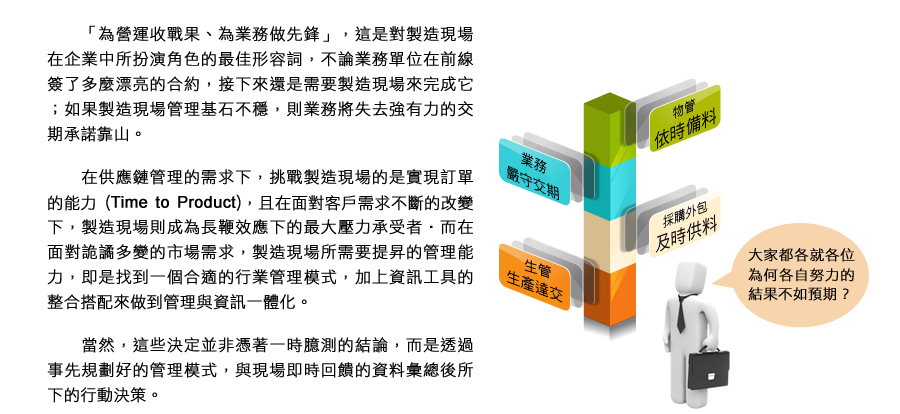 「為營運收戰果、為業務做先鋒」，這是對製造現場
在企業中所扮演角色的最佳形容詞，不論業務單位在前線
簽了多麼漂亮的合約，接下來還是需要製造現場來完成它
；如果製造現場管理基石不穩，則業務將失去強有力的交
期承諾靠山。
在供應鏈管理的需求下，挑戰製造現場的是實現訂單
的能力 (Time to Product)，且在面對客戶需求不斷的改變
下，製造現場則成為長鞭效應下的最大壓力承受者．而在
面對詭譎多變的市場需求，製造現場所需要提昇的管理能
力，即是找到一個合適的行業管理模式，加上資訊工具的
整合搭配來做到管理與資訊一體化。
當然，這些決定並非憑著一時臆測的結論，而是透過
事先規劃好的管理模式，與現場即時回饋的資料彙總後所
下的行動決策。
物管
依時備料
業務
嚴守交期
採購外包
及時供料
生管
生產達交
大家都各就各位
為何各自努力的
結果不如預期？